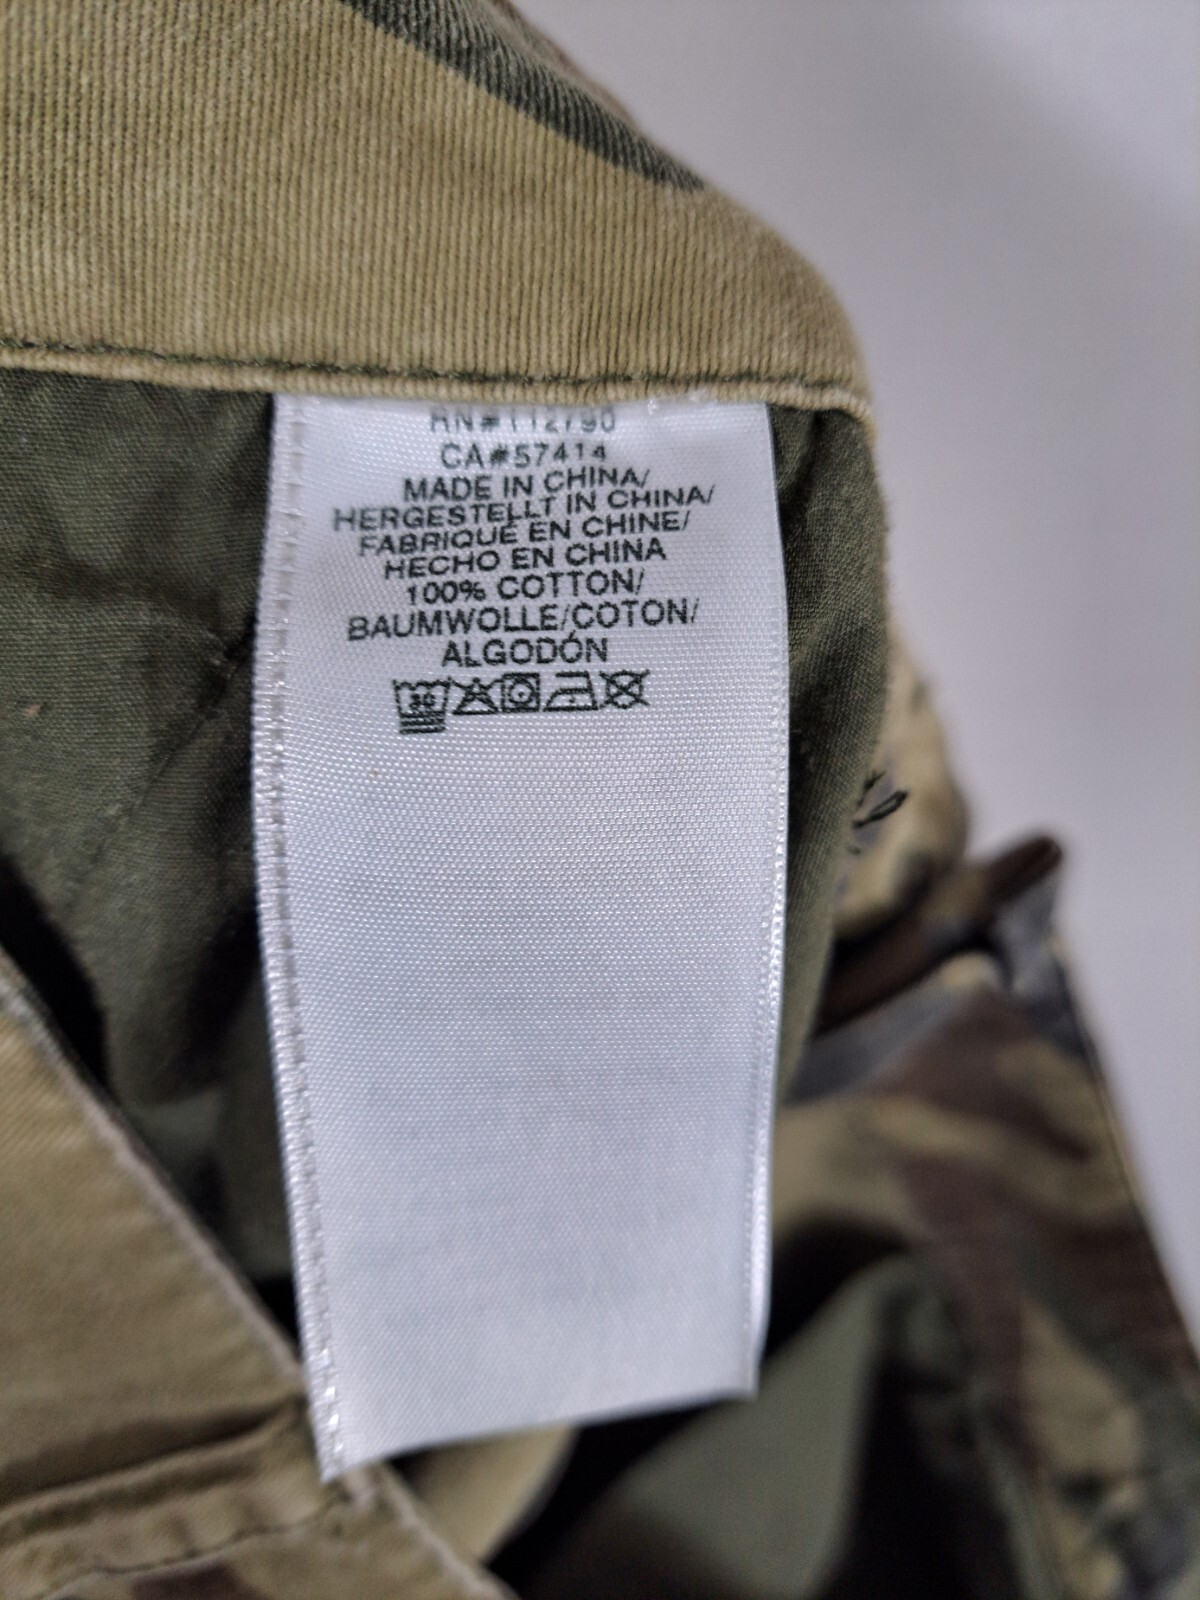 RN#112790
CA#57414
MADE IN CHINA/
HERGESTELLT IN CHINA/
FABRIQUÉ EN CHINE/
HECHO EN CHINA
100% COTTON/
BAUMWOLLE/COTON/
ALGODÓN
30